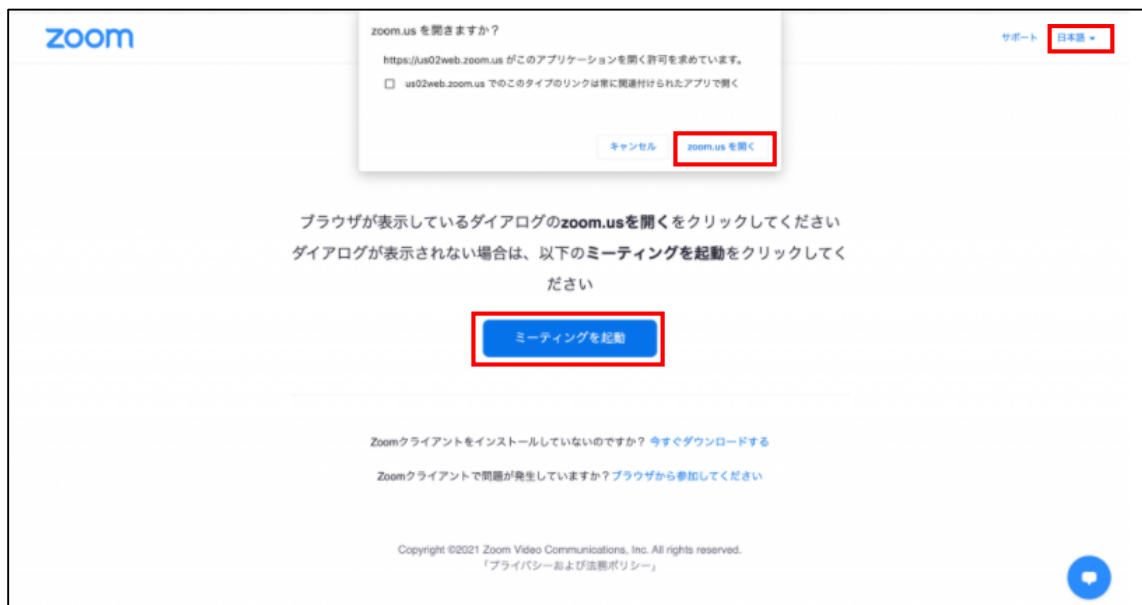 zoom
サポート 日本語
zoom.us を開きますか？
https://us02web.zoom.us がこのアプリケーションを開く許可を求めています。
us02web.zoom.us でのこのタイプのリンクは常に関連付けられたアプリで開く
キャンセル zoom.us を開く
ブラウザが表示しているダイアログのzoom.usを開くをクリックしてください
ダイアログが表示されない場合は、以下のミーティングを起動をクリックしてく
ださい
ミーティングを起動
Zoomクライアントをインストールしていないのですか？ 今すぐダウンロードする
Zoomクライアントで問題が発生していますか？ブラウザから参加してください
Copyright ©2021 Zoom Video Communications, Inc. All rights reserved.
「プライバシーおよび法務ポリシー」